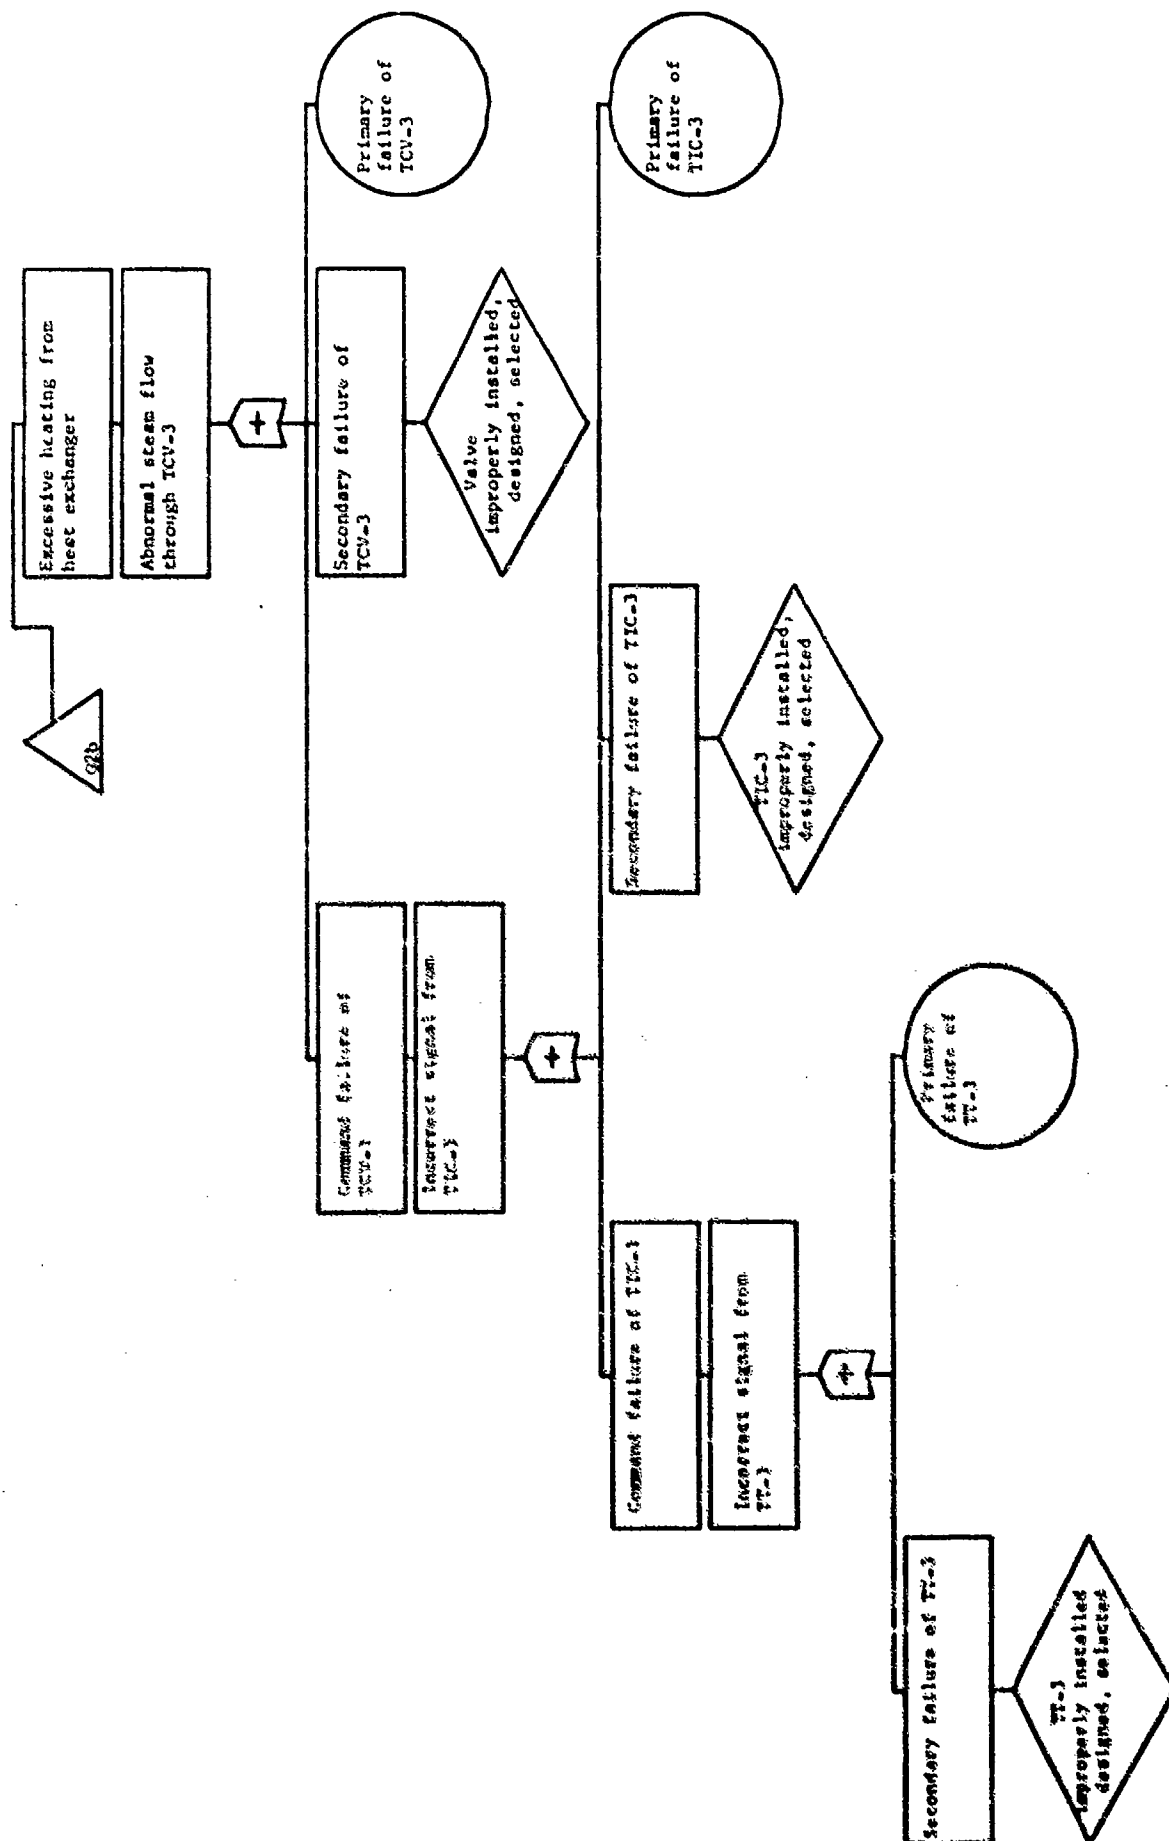 92b
Excessive heating from
heat exchanger
Abnormal steam flow
through TCV-3
Command failure of
TCV-3
Incorrect signal from
TIC-3
Secondary failure of
TCV-3
Valve
improperly installed,
designed, selected
Primary
failure of
TCV-3
Command failure of TIC-3
Incorrect signal from
TT-3
Secondary failure of TIC-3
TIC-3
improperly installed,
designed, selected
Primary
failure of
TIC-3
Secondary failure of TT-3
TT-3
improperly installed
designed, selected
Primary
failure of
TT-3
+
+
+